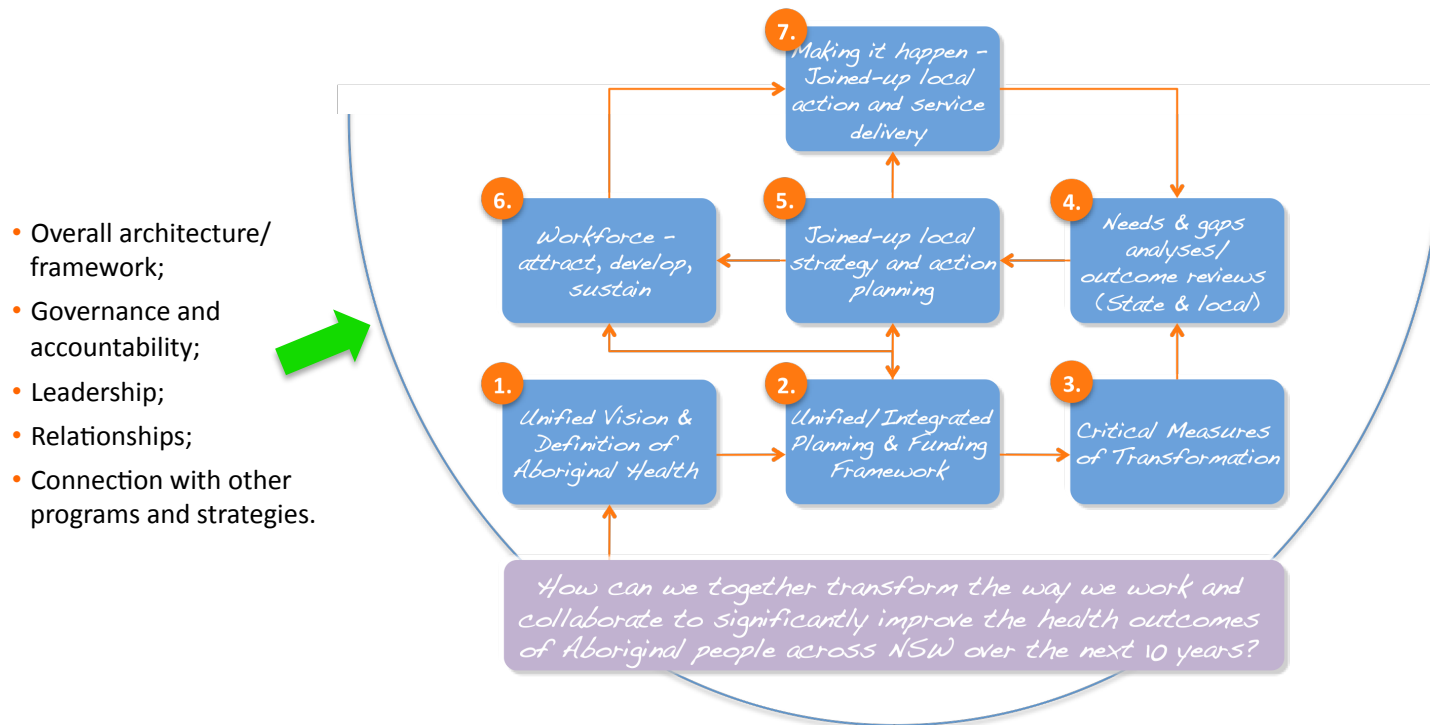 • Overall architecture/
framework;
• Governance and
accountability;
• Leadership;
• Relationships;
• Connection with other
programs and strategies.
7.
Making it happen –
Joined-up local
action and service
delivery
6.
Workforce –
attract, develop,
sustain
5.
Joined-up local
strategy and action
planning
4.
Needs & gaps
analyses/
outcome reviews
(State & local)
1.
Unified Vision &
Definition of
Aboriginal Health
2.
Unified/Integrated
Planning & Funding
Framework
3.
Critical Measures
of Transformation
How can we together transform the way we work and
collaborate to significantly improve the health outcomes
of Aboriginal people across NSW over the next 10 years?